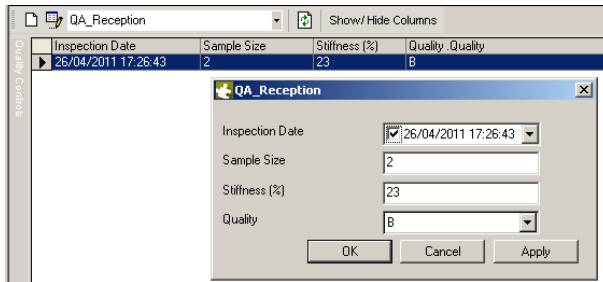 QA_Reception Show/Hide Columns
Quality Controls
Inspection Date Sample Size Stiffness (%) Quality .Quality
26/04/2011 17:26:43 2 23 B
QA_Reception
Inspection Date 26/04/2011 17:26:43
Sample Size 2
Stiffness (%) 23
Quality B
OK Cancel Apply